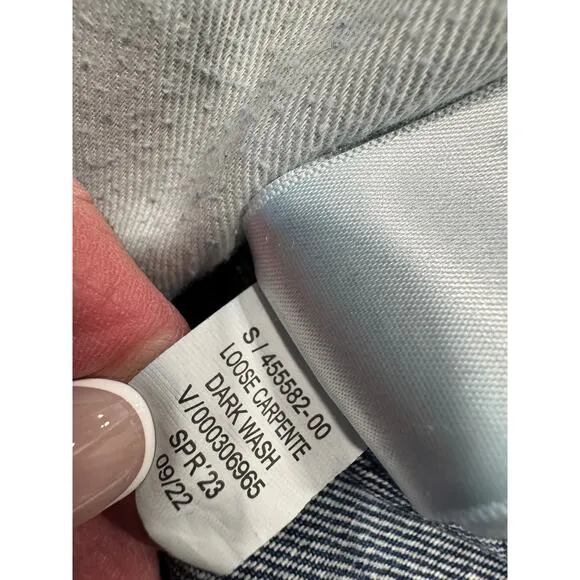 S / 455582-00
LOOSE CARPENTE
DARK WASH
V/000306965
SPR'23
09/22